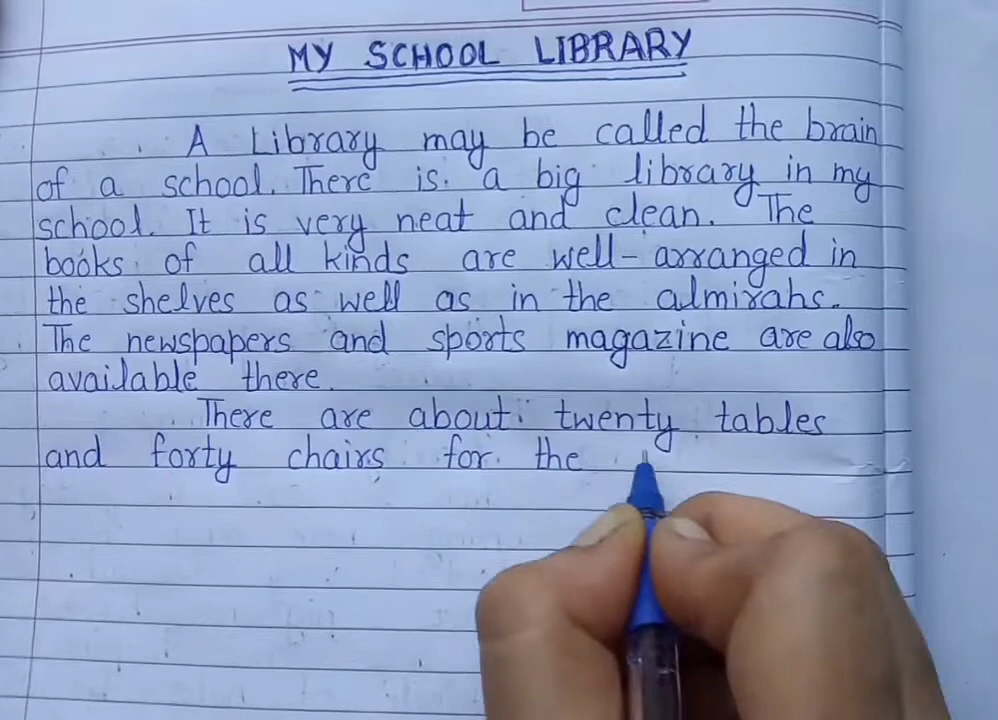 MY SCHOOL LIBRARY
A Library may be called the brain
of a school. There is a big library in my
school. It is very neat and clean. The
books of all kinds are well-arranged in
the shelves as well as in the almirahs.
The newspapers and sports magazine are also
available there.
There are about twenty tables
and forty chairs for the